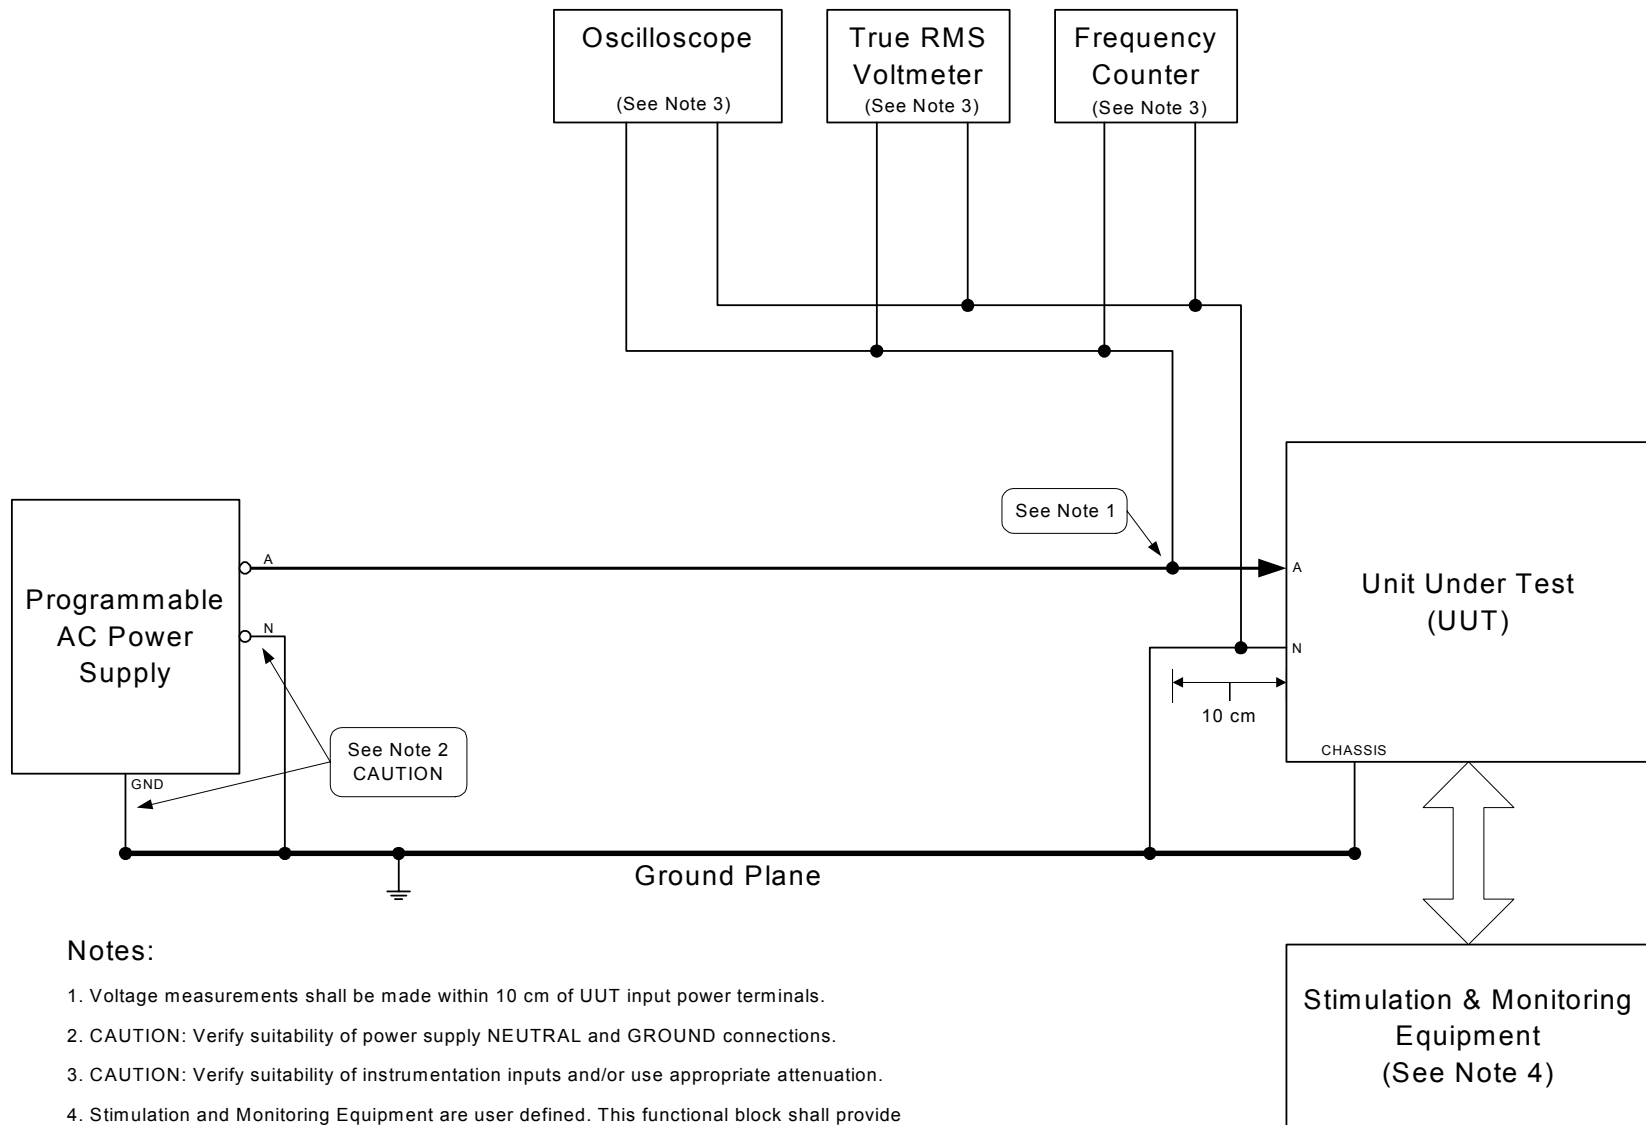 Oscilloscope
(See Note 3)
True RMS
Voltmeter
(See Note 3)
Frequency
Counter
(See Note 3)
See Note 1
A
N
Programmable
AC Power
Supply
GND
See Note 2
CAUTION
A
N
Unit Under Test
(UUT)
10 cm
CHASSIS
Ground Plane
Stimulation & Monitoring
Equipment
(See Note 4)
Notes:
1. Voltage measurements shall be made within 10 cm of UUT input power terminals.
2. CAUTION: Verify suitability of power supply NEUTRAL and GROUND connections.
3. CAUTION: Verify suitability of instrumentation inputs and/or use appropriate attenuation.
4. Stimulation and Monitoring Equipment are user defined. This functional block shall provide